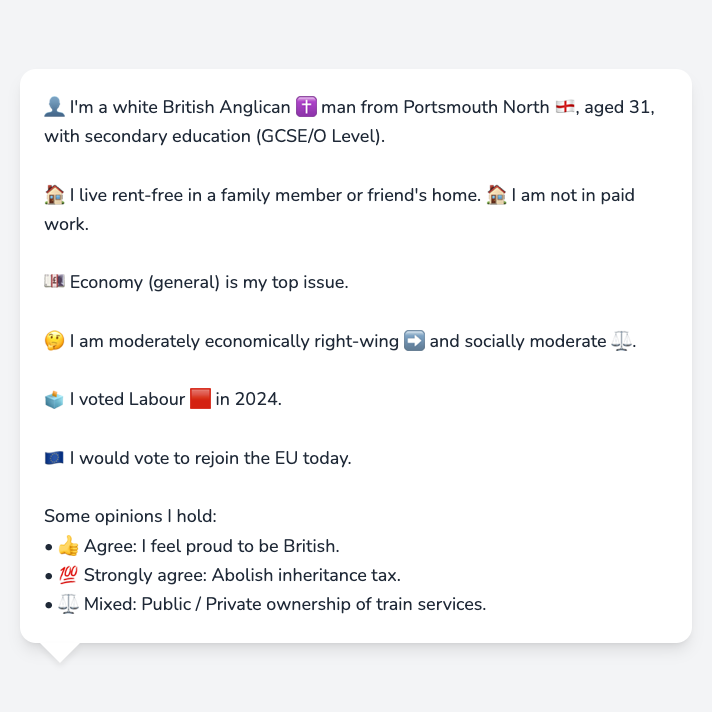 👤 I'm a white British Anglican ✝️ man from Portsmouth North 🏴󠁧󠁢󠁥󠁮󠁧󠁿, aged 31,
with secondary education (GCSE/O Level).
🏠 I live rent-free in a family member or friend's home. 🏠 I am not in paid
work.
💷 Economy (general) is my top issue.
🤔 I am moderately economically right-wing ➡️ and socially moderate ⚖️.
🗳️ I voted Labour 🟥 in 2024.
🇪🇺 I would vote to rejoin the EU today.
Some opinions I hold:
• 👍 Agree: I feel proud to be British.
• 💯 Strongly agree: Abolish inheritance tax.
• ⚖️ Mixed: Public / Private ownership of train services.